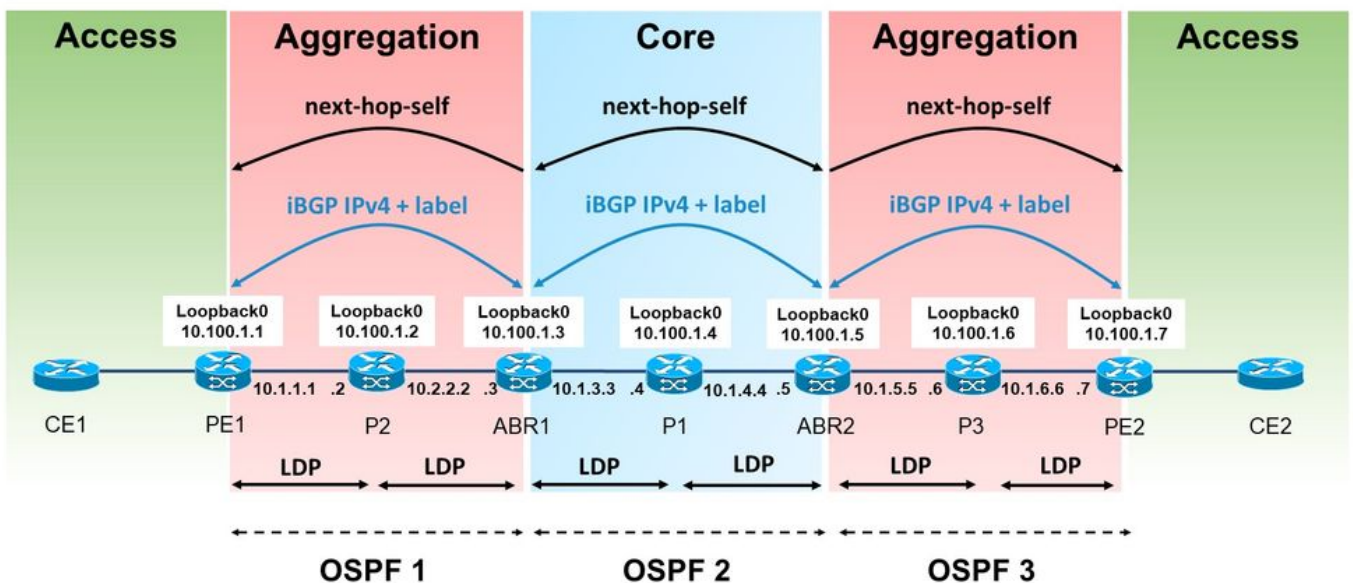 Access
Aggregation
Core
Aggregation
Access
next-hop-self
next-hop-self
next-hop-self
iBGP IPv4 + label
iBGP IPv4 + label
iBGP IPv4 + label
Loopback0
10.100.1.1
Loopback0
10.100.1.2
Loopback0
10.100.1.3
Loopback0
10.100.1.4
Loopback0
10.100.1.5
Loopback0
10.100.1.6
Loopback0
10.100.1.7
10.1.1.1 .2
10.2.2.2 .3
10.1.3.3 .4
10.1.4.4 .5
10.1.5.5 .6
10.1.6.6 .7
CE1
PE1
P2
ABR1
P1
ABR2
P3
PE2
CE2
LDP
LDP
LDP
LDP
LDP
LDP
OSPF 1
OSPF 2
OSPF 3